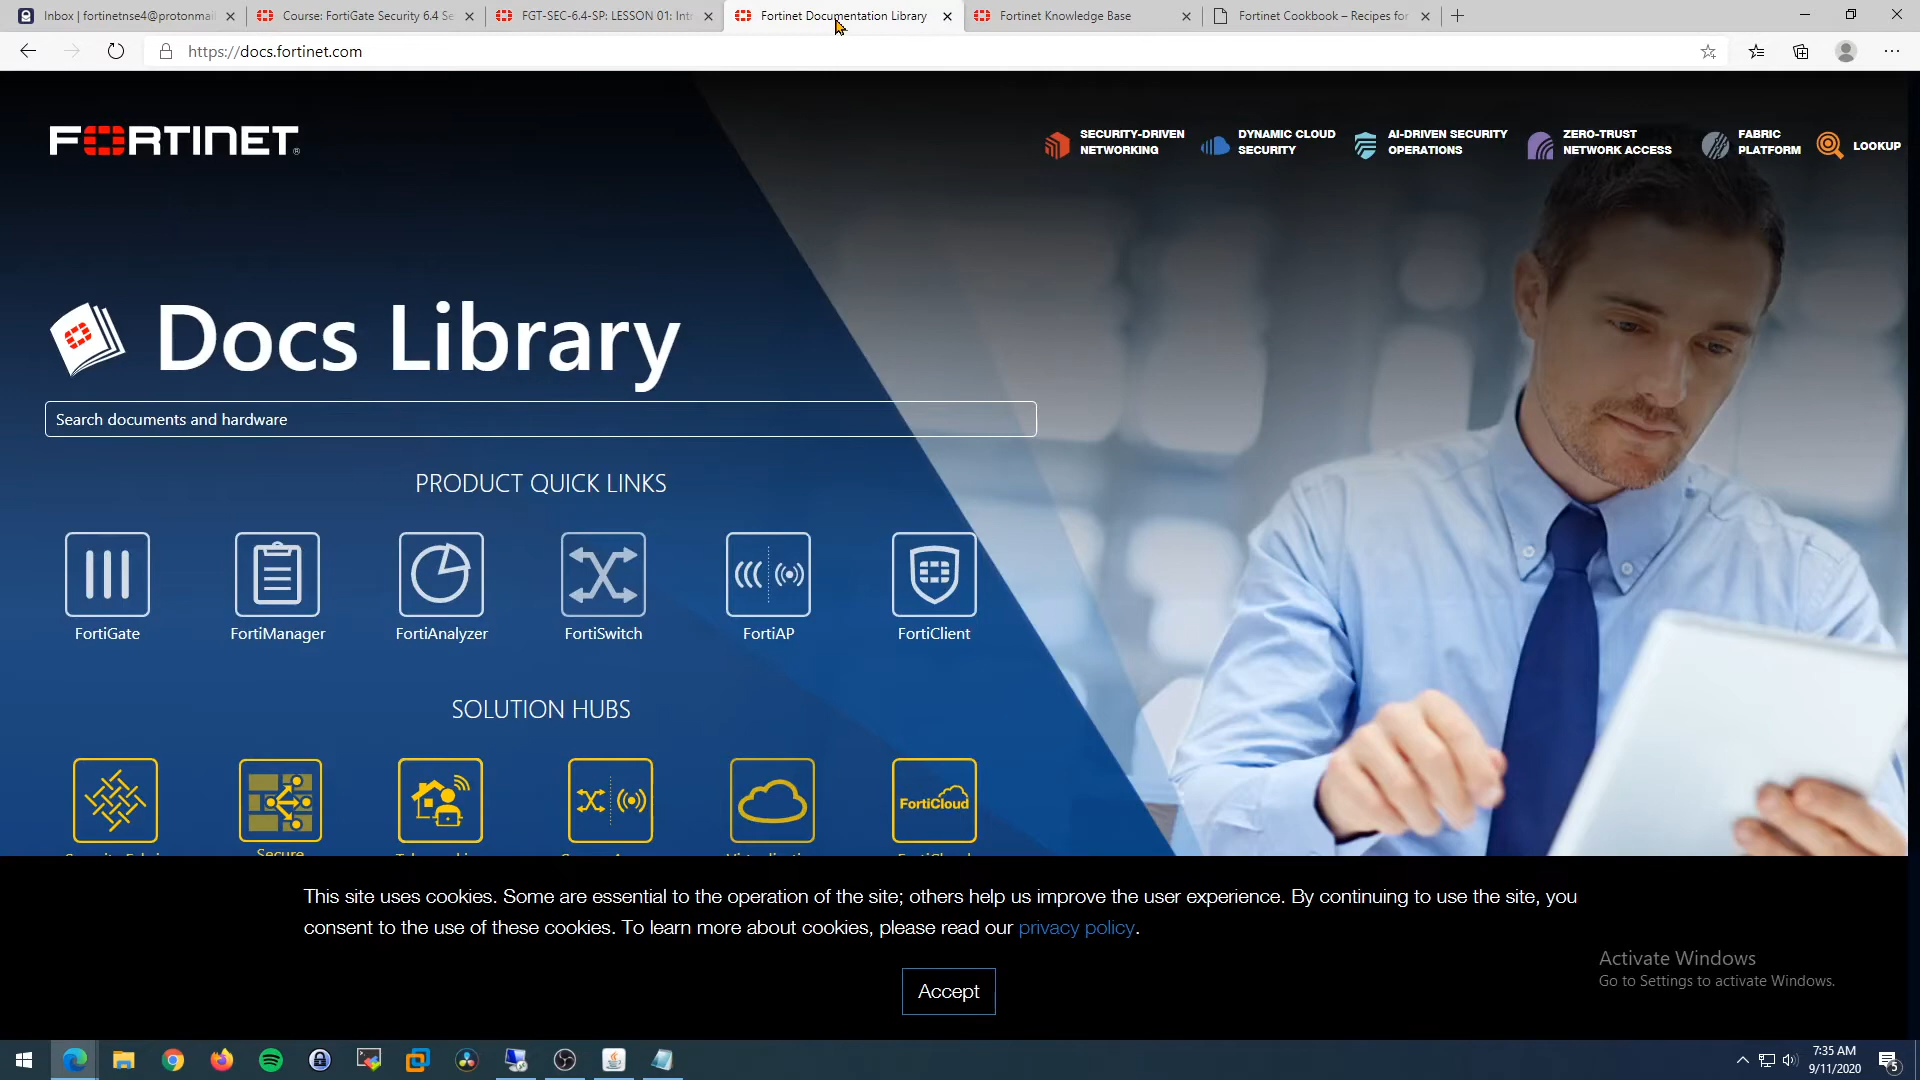 Inbox | fortinetnse4@protonmail
Course: FortiGate Security 6.4 Se
FGT-SEC-6.4-SP: LESSON 01: Int
Fortinet Documentation Library
Fortinet Knowledge Base
Fortinet Cookbook – Recipes for
https://docs.fortinet.com
FORTINET
SECURITY-DRIVEN
NETWORKING
DYNAMIC CLOUD
SECURITY
AI-DRIVEN SECURITY
OPERATIONS
ZERO-TRUST
NETWORK ACCESS
FABRIC
PLATFORM
LOOKUP
Docs Library
Search documents and hardware
PRODUCT QUICK LINKS
FortiGate
FortiManager
FortiAnalyzer
FortiSwitch
FortiAP
FortiClient
SOLUTION HUBS
FortiCloud
Secure
This site uses cookies. Some are essential to the operation of the site; others help us improve the user experience. By continuing to use the site, you
consent to the use of these cookies. To learn more about cookies, please read our privacy policy.
Accept
Activate Windows
Go to Settings to activate Windows.
7:35 AM
9/11/2020
5